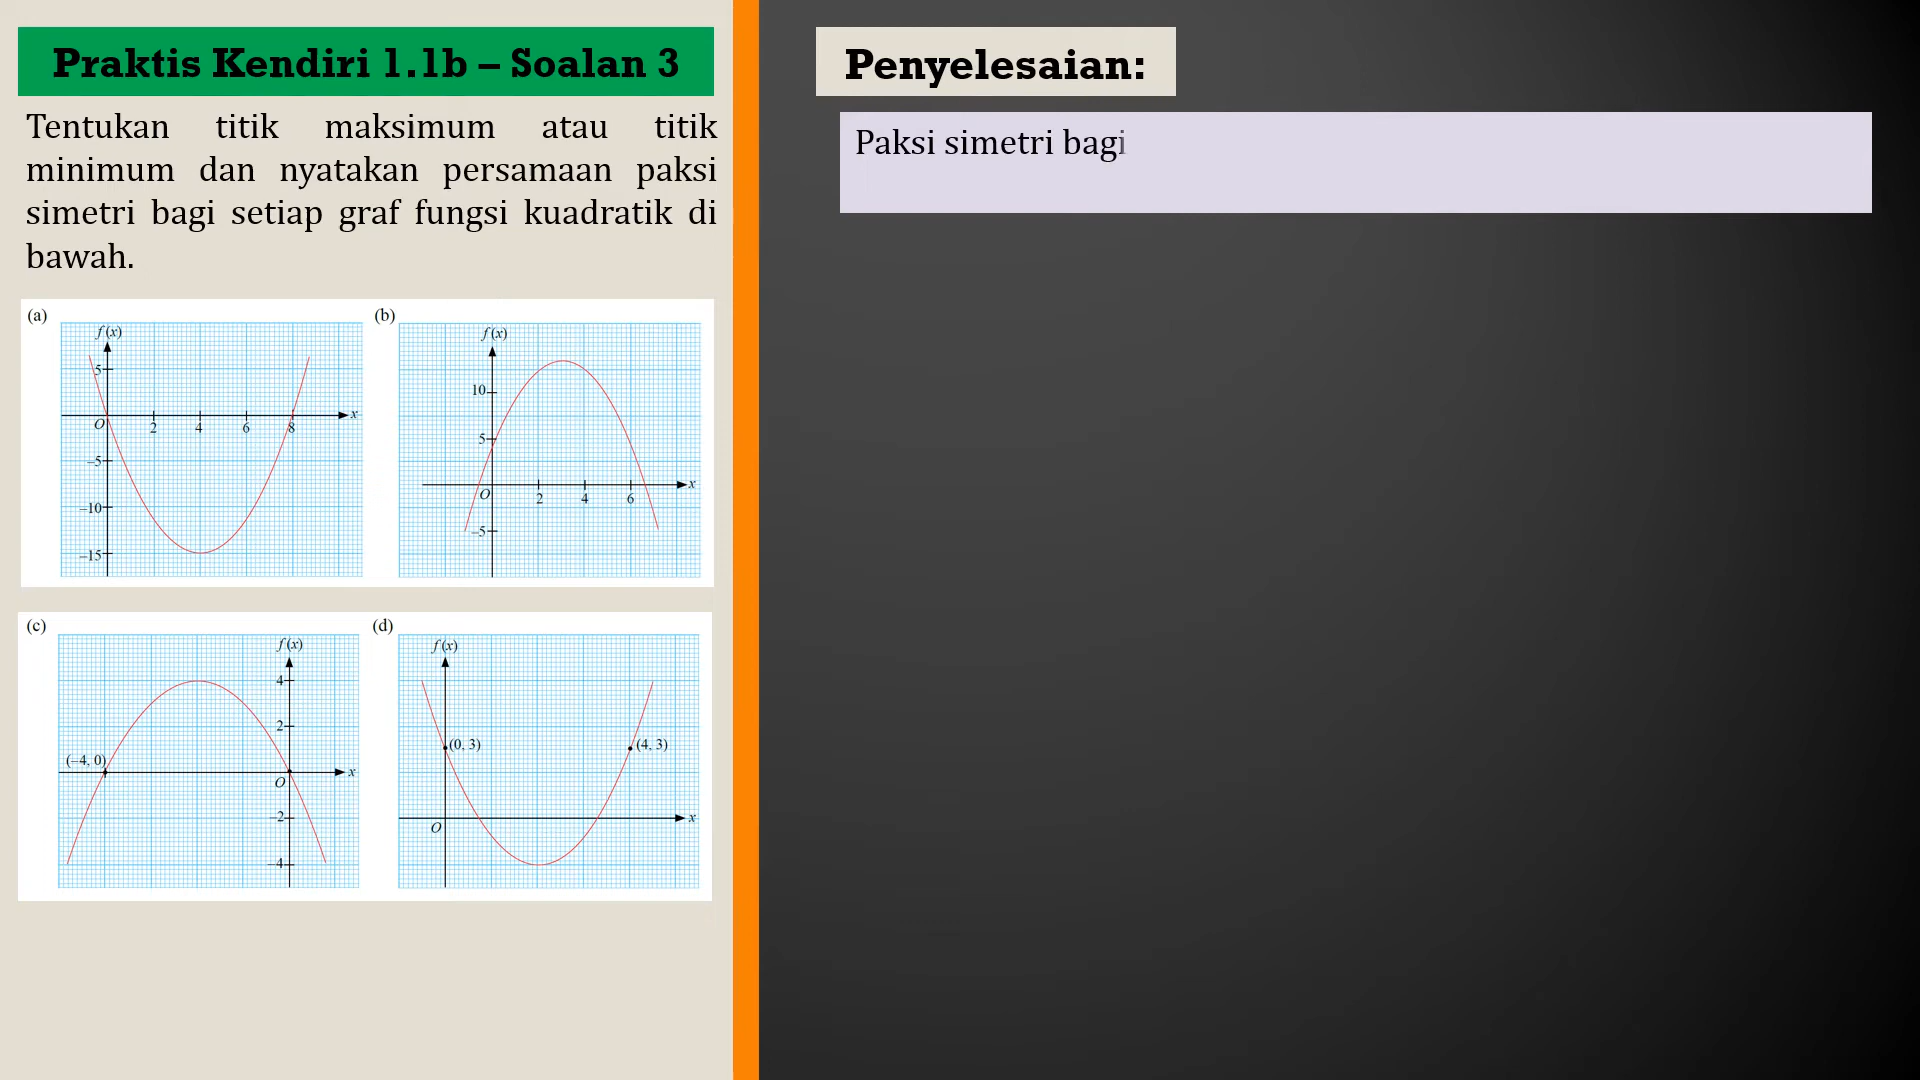 Praktis Kendiri 1.1b – Soalan 3
Tentukan titik maksimum atau titik
minimum dan nyatakan persamaan paksi
simetri bagi setiap graf fungsi kuadratik di
bawah.
(a)
f (x)
5
O
2
4
6
8
x
–5
–10
–15
(b)
f (x)
10
5
O
2
4
6
x
–5
(c)
f (x)
4
2
(–4, 0)
O
x
–2
–4
(d)
f (x)
(0, 3)
(4, 3)
O
x
Penyelesaian:
Paksi simetri bagi